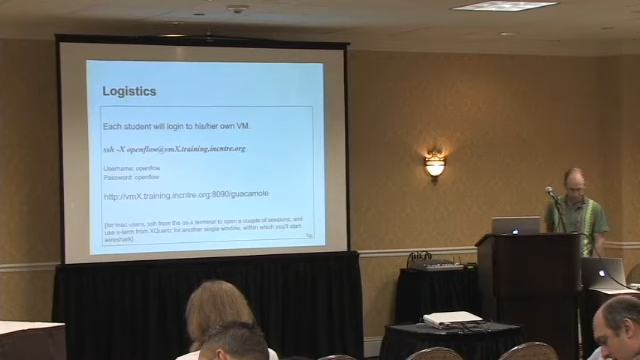 Logistics
Each student will login to his/her own VM.
ssh -X openflow@vmX.training.incntre.org
Username: openflow
Password: openflow
http://vmX.training.incntre.org:8090/guacamole
[for mac users, ssh from the os-x terminal to open a couple of sessions, and
use x-term from XQuartz for another single window, within which you'll start
wireshark]